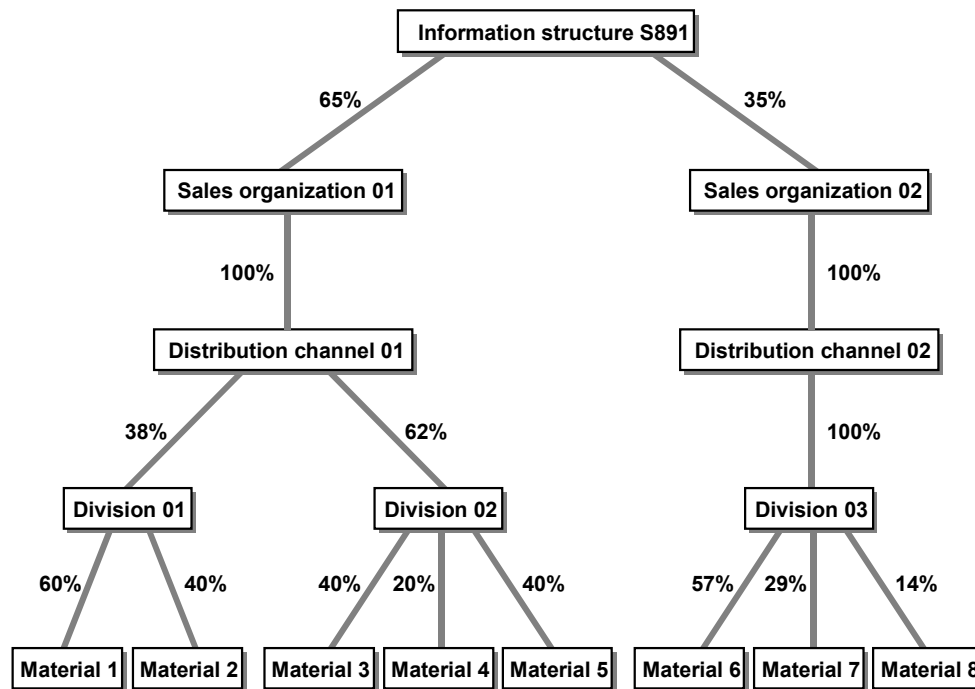 Information structure S891
65%
35%
Sales organization 01
Sales organization 02
100%
100%
Distribution channel 01
Distribution channel 02
38%
62%
100%
Division 01
Division 02
Division 03
60%
40%
40%
20%
40%
57%
29%
14%
Material 1
Material 2
Material 3
Material 4
Material 5
Material 6
Material 7
Material 8